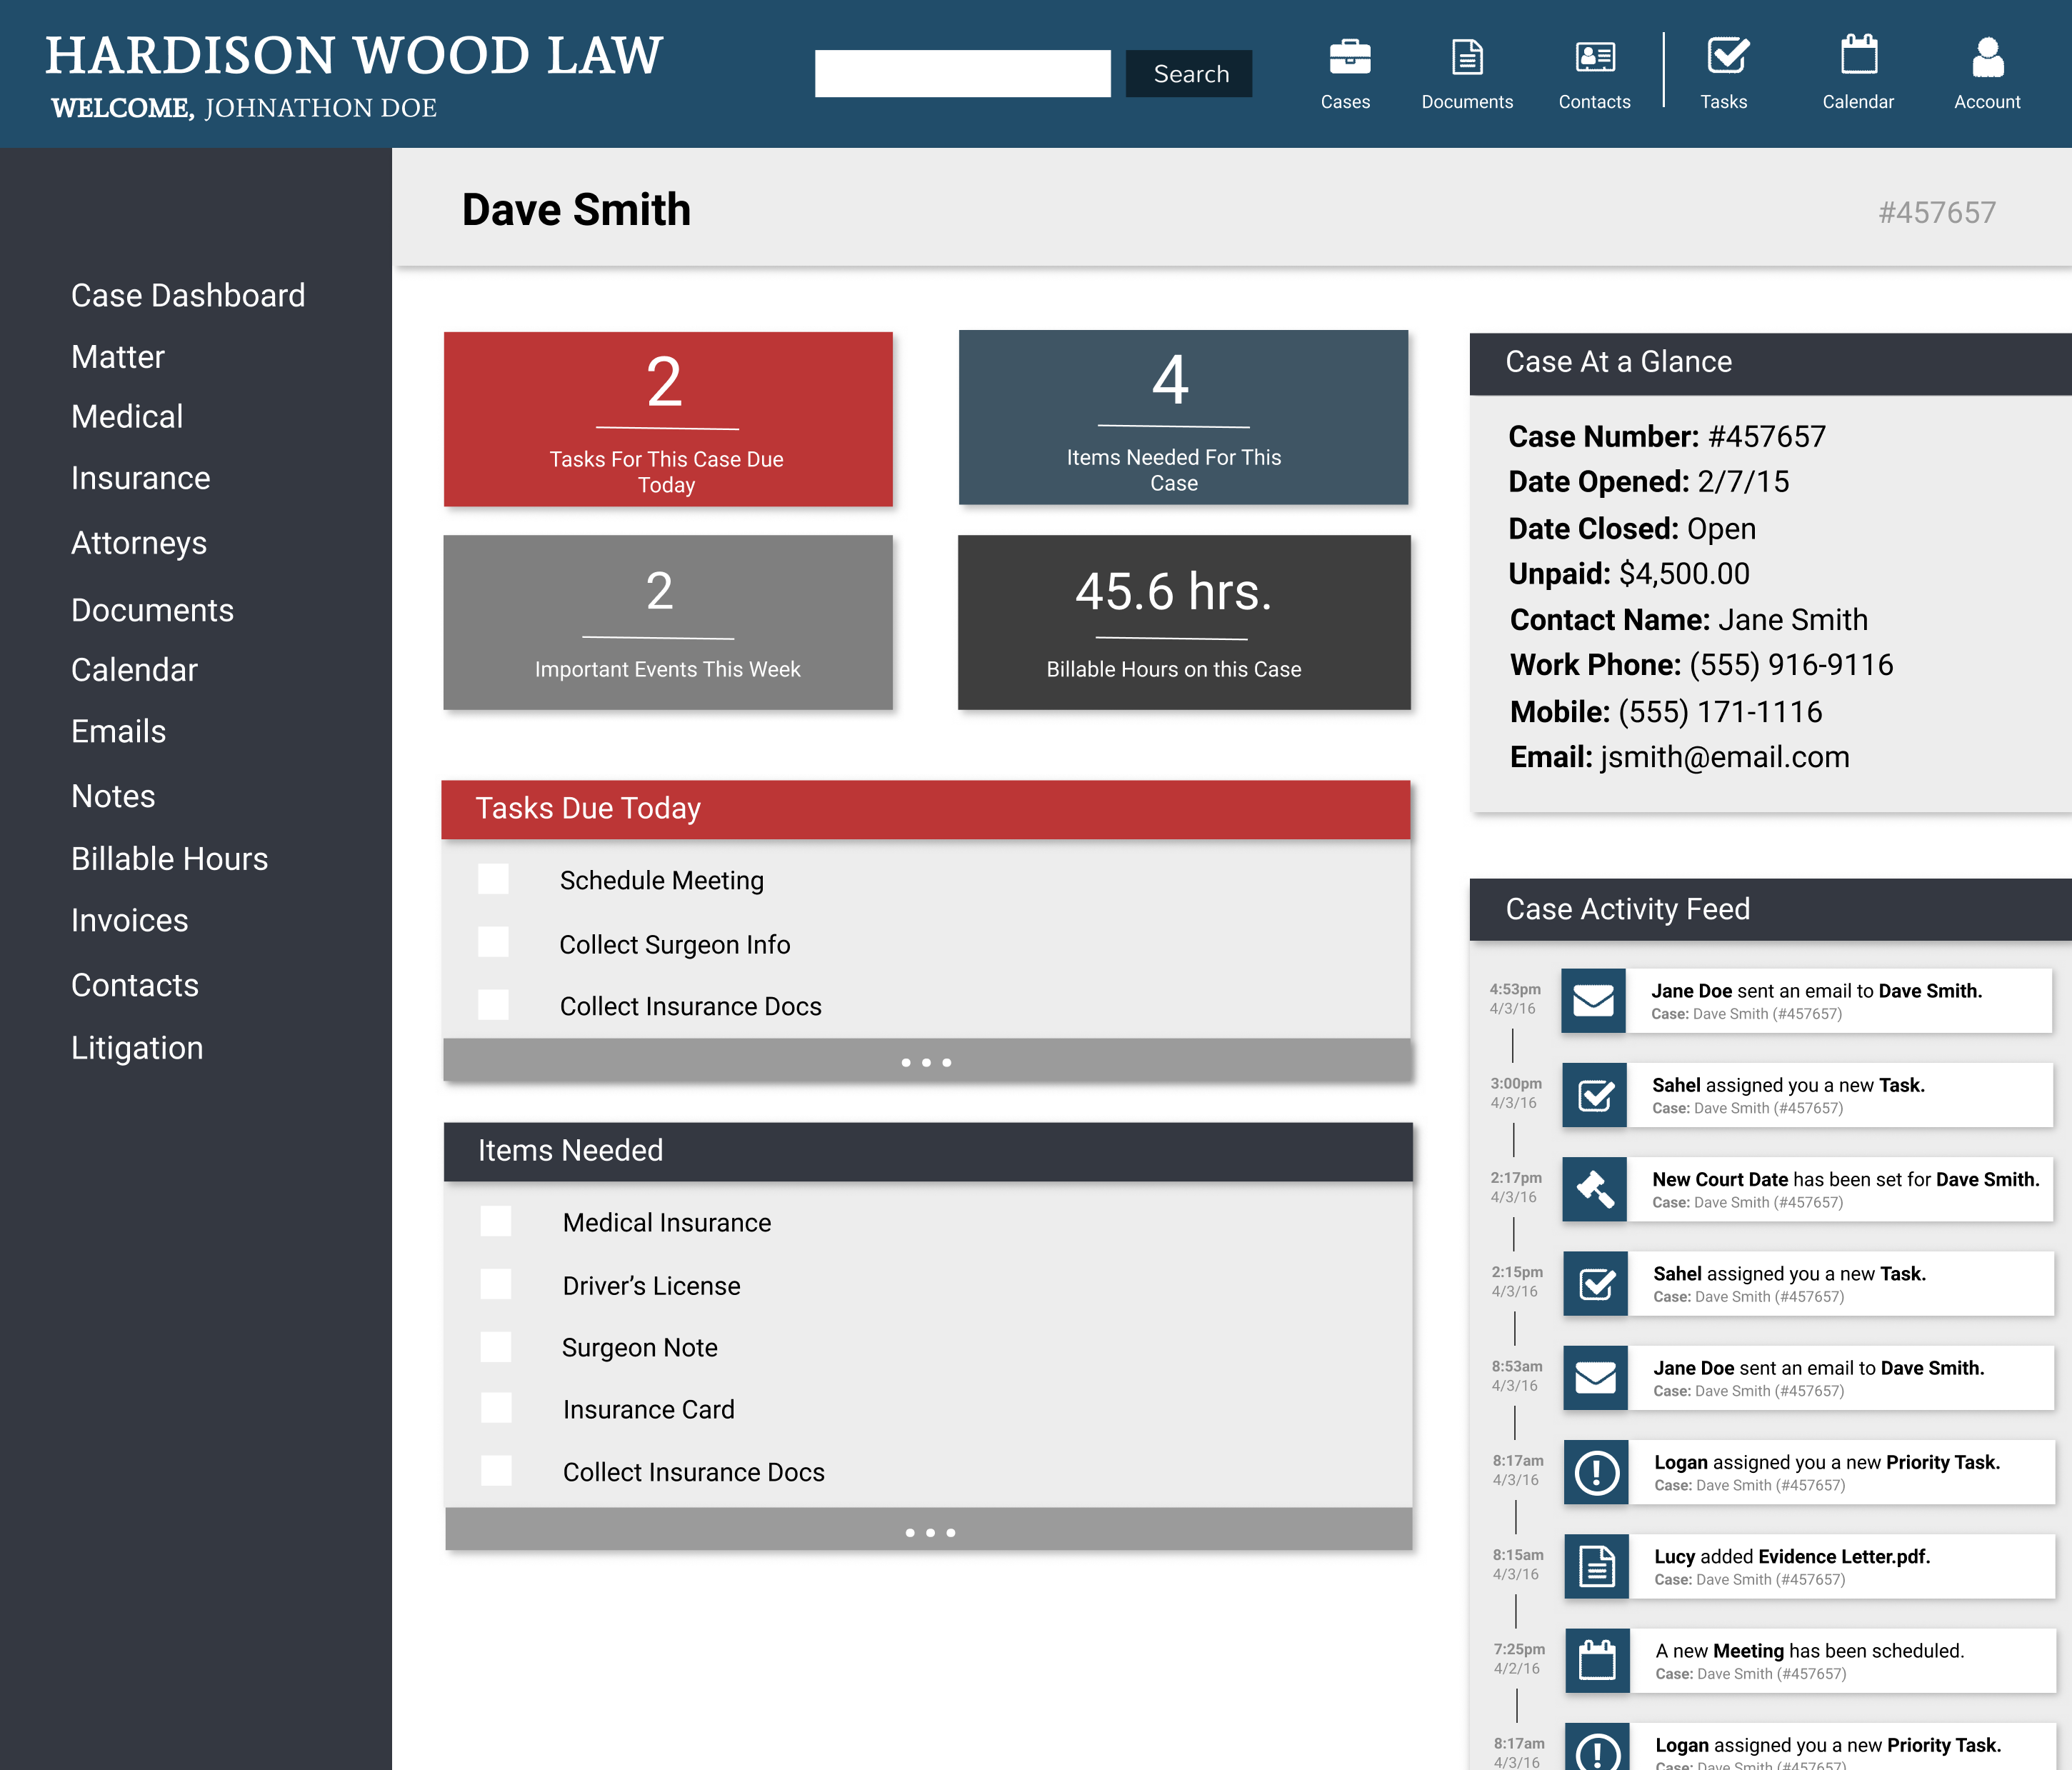 HARDISON WOOD LAW
WELCOME, JOHNATHON DOE
Search
Cases
Documents
Contacts
Tasks
Calendar
Account
Dave Smith
#457657
Case Dashboard
Matter
Medical
Insurance
Attorneys
Documents
Calendar
Emails
Notes
Billable Hours
Invoices
Contacts
Litigation
2
Tasks For This Case Due
Today
4
Items Needed For This
Case
2
Important Events This Week
45.6 hrs.
Billable Hours on this Case
Tasks Due Today
Schedule Meeting
Collect Surgeon Info
Collect Insurance Docs
Items Needed
Medical Insurance
Driver’s License
Surgeon Note
Insurance Card
Collect Insurance Docs
Case At a Glance
Case Number: #457657
Date Opened: 2/7/15
Date Closed: Open
Unpaid: $4,500.00
Contact Name: Jane Smith
Work Phone: (555) 916-9116
Mobile: (555) 171-1116
Email: jsmith@email.com
Case Activity Feed
4:53pm
4/3/16
Jane Doe sent an email to Dave Smith.
Case: Dave Smith (#457657)
3:00pm
4/3/16
Sahel assigned you a new Task.
Case: Dave Smith (#457657)
2:17pm
4/3/16
New Court Date has been set for Dave Smith.
Case: Dave Smith (#457657)
2:15pm
4/3/16
Sahel assigned you a new Task.
Case: Dave Smith (#457657)
8:53am
4/3/16
Jane Doe sent an email to Dave Smith.
Case: Dave Smith (#457657)
8:17am
4/3/16
Logan assigned you a new Priority Task.
Case: Dave Smith (#457657)
8:15am
4/3/16
Lucy added Evidence Letter.pdf.
Case: Dave Smith (#457657)
7:25pm
4/2/16
A new Meeting has been scheduled.
Case: Dave Smith (#457657)
8:17am
4/3/16
Logan assigned you a new Priority Task.
Case: Dave Smith (#457657)